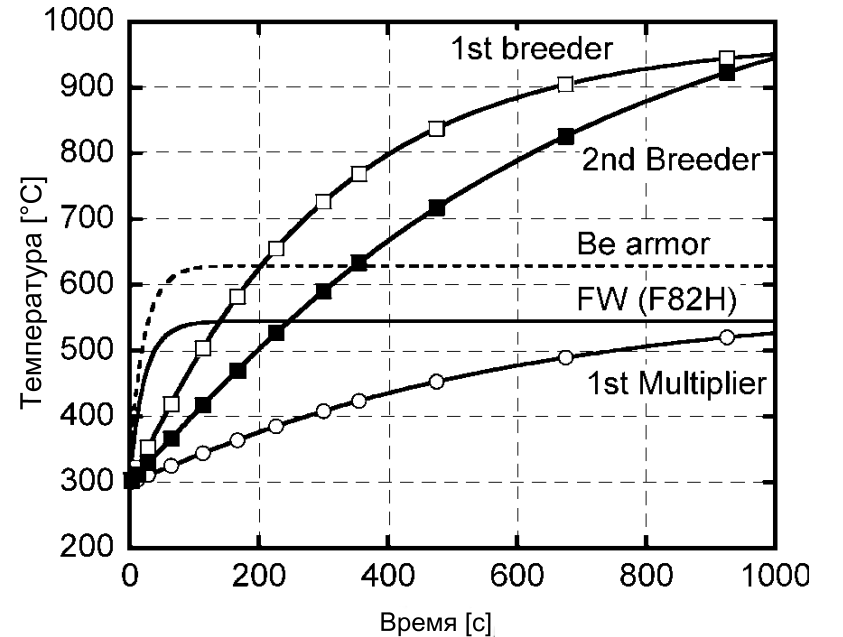 1000
900
800
700
600
500
400
300
200
Температура [°C]
1st breeder
2nd Breeder
Be armor
FW (F82H)
1st Multiplier
0 200 400 600 800 1000
Время [с]